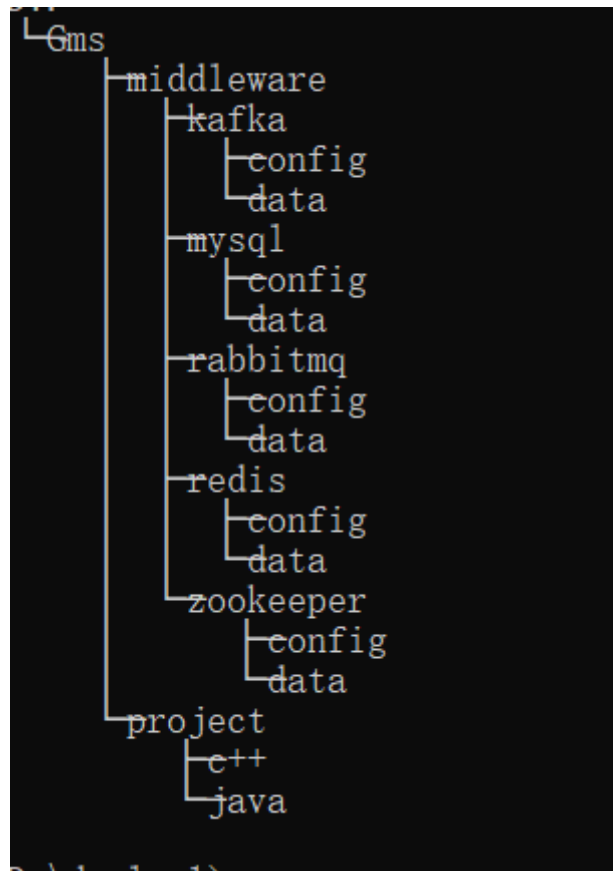 └─Gms
├─middleware
├─kafka
├─config
└─data
├─mysql
├─config
└─data
├─rabbitmq
├─config
└─data
├─redis
├─config
└─data
└─zookeeper
├─config
└─data
└─project
├─c++
└─java